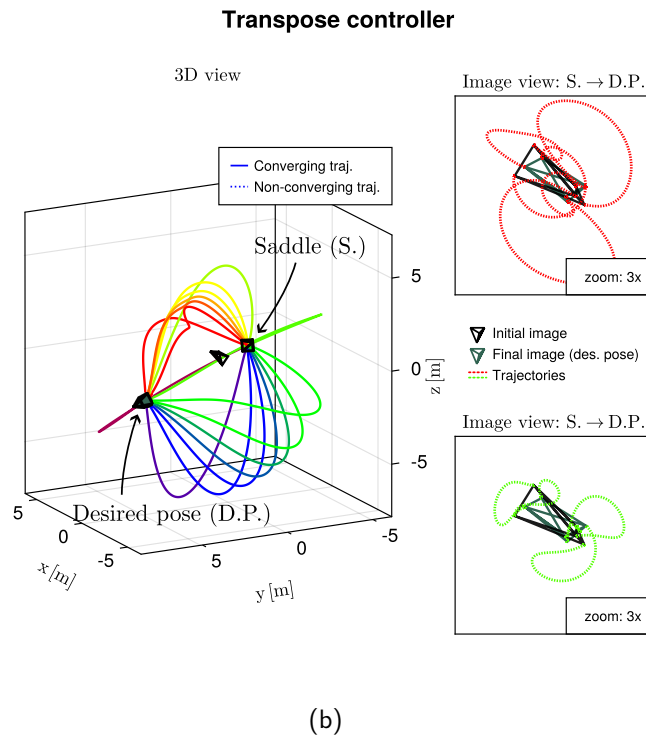 Transpose controller
3D view
Converging traj.
Non-converging traj.
Saddle (S.)
Desired pose (D.P.)
5
0
-5
z [m]
5
0
-5
x [m]
5
0
-5
y [m]
Image view: S. → D.P.
zoom: 3x
Initial image
Final image (des. pose)
Trajectories
Image view: S. → D.P.
zoom: 3x
(b)